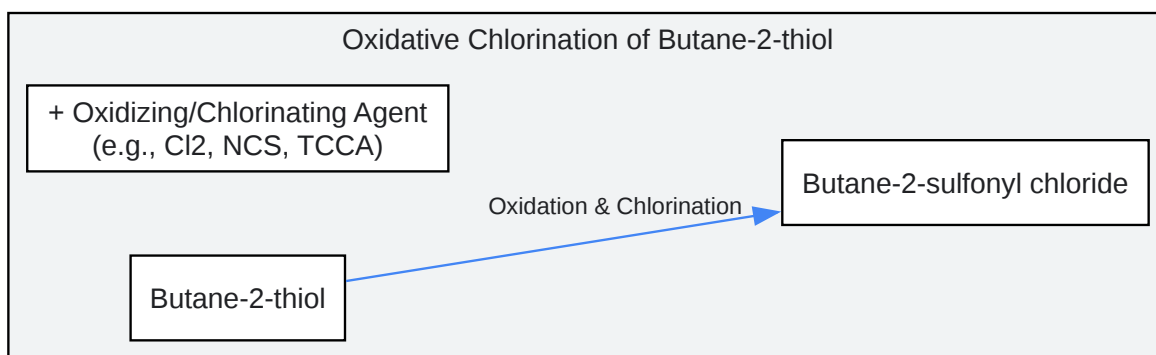 Oxidative Chlorination of Butane-2-thiol
+ Oxidizing/Chlorinating Agent
(e.g., Cl2, NCS, TCCA)
Butane-2-sulfonyl chloride
Oxidation & Chlorination
Butane-2-thiol